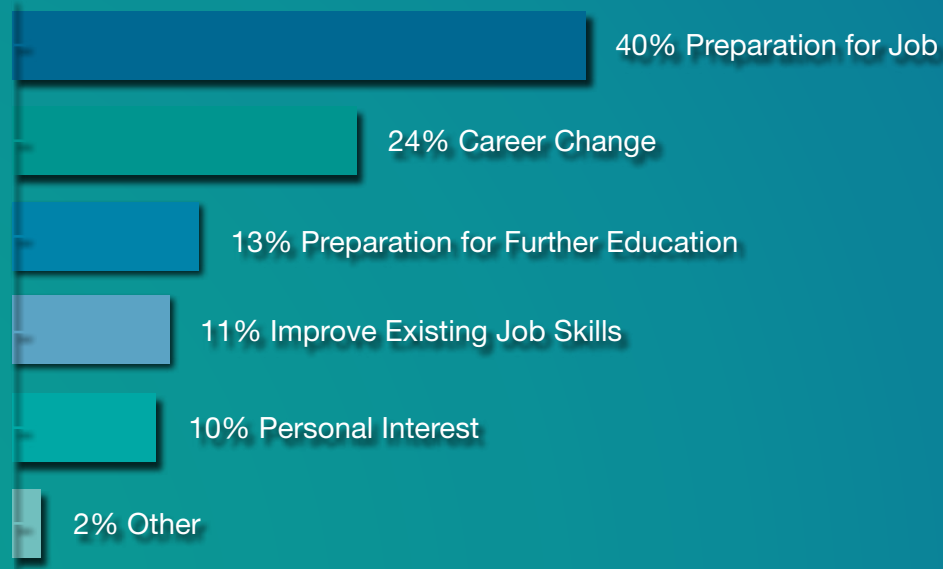 40% Preparation for Job
24% Career Change
13% Preparation for Further Education
11% Improve Existing Job Skills
10% Personal Interest
2% Other